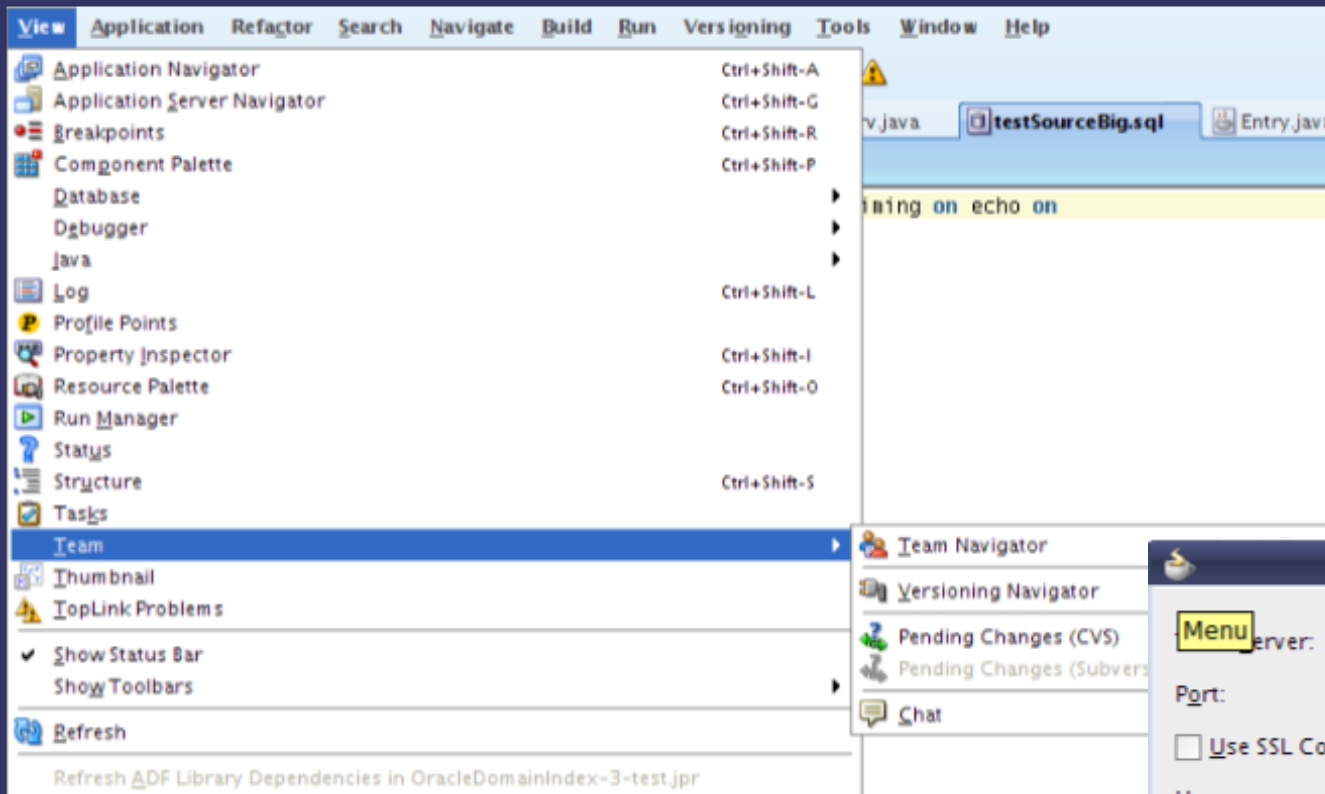 View Application Refactor Search Navigate Build Run Versioning Tools Window Help
Application Navigator Ctrl+Shift-A
Application Server Navigator Ctrl+Shift-G
Breakpoints Ctrl+Shift-R
v.java testSourceBig.sql Entry.jav
Component Palette Ctrl+Shift-P
Database
iming on echo on
Debugger
Java
Log Ctrl+Shift-L
Profile Points
Property Inspector Ctrl+Shift-I
Resource Palette Ctrl+Shift-O
Run Manager
Status
Structure Ctrl+Shift-S
Tasks
Team
Team Navigator
Thumbnail
Versioning Navigator
TopLink Problems
Pending Changes (CVS)
Menu erver:
Show Status Bar
Pending Changes (Subvers
Show Toolbars
Port:
Chat
Refresh
Use SSL Co
Refresh ADF Library Dependencies in OracleDomainIndex-3-test.jpr